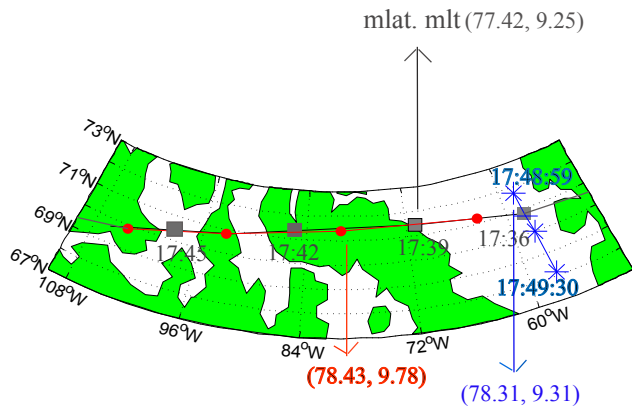 mlat. mlt (77.42, 9.25)
73°N
71°N
69°N
67°N
17:48:59
17:45
17:42
17:39
17:36
17:49:30
108°W
96°W
84°W
72°W
60°W
(78.43, 9.78)
(78.31, 9.31)